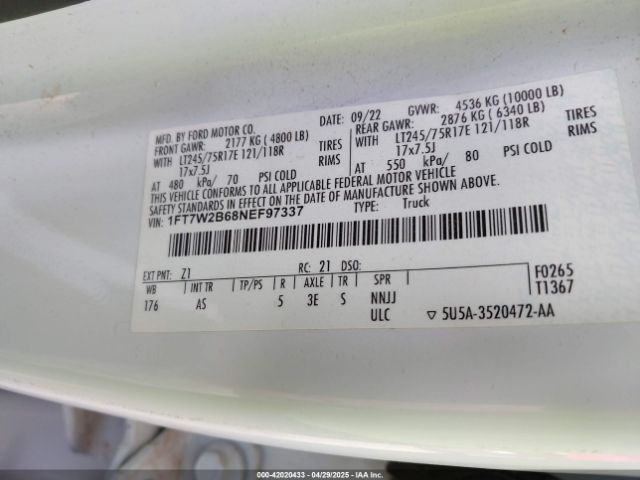 MFD. BY FORD MOTOR CO.
DATE: 09/22 GVWR: 4536 KG (10000 LB)
FRONT GAWR: 2177 KG (4800 LB)
REAR GAWR: 2876 KG (6340 LB)
WITH LT245/75R17E 121/118R TIRES
WITH LT245/75R17E 121/118R TIRES
17x7.5J RIMS
17x7.5J RIMS
AT 480 kPa/ 70 PSI COLD
AT 550 kPa/ 80 PSI COLD
THIS VEHICLE CONFORMS TO ALL APPLICABLE FEDERAL MOTOR VEHICLE
SAFETY STANDARDS IN EFFECT ON THE DATE OF MANUFACTURE SHOWN ABOVE.
VIN: 1FT7W2B68NEF97337
TYPE: Truck
EXT PNT: Z1 RC: 21 DSO:
F0265
WB INT TR TP/PS R AXLE TR SPR
T1367
176 AS 5 3E S NNJJ
ULC ▽ 5U5A-3520472-AA
000-42020433 - 04/29/2025 - IAAI